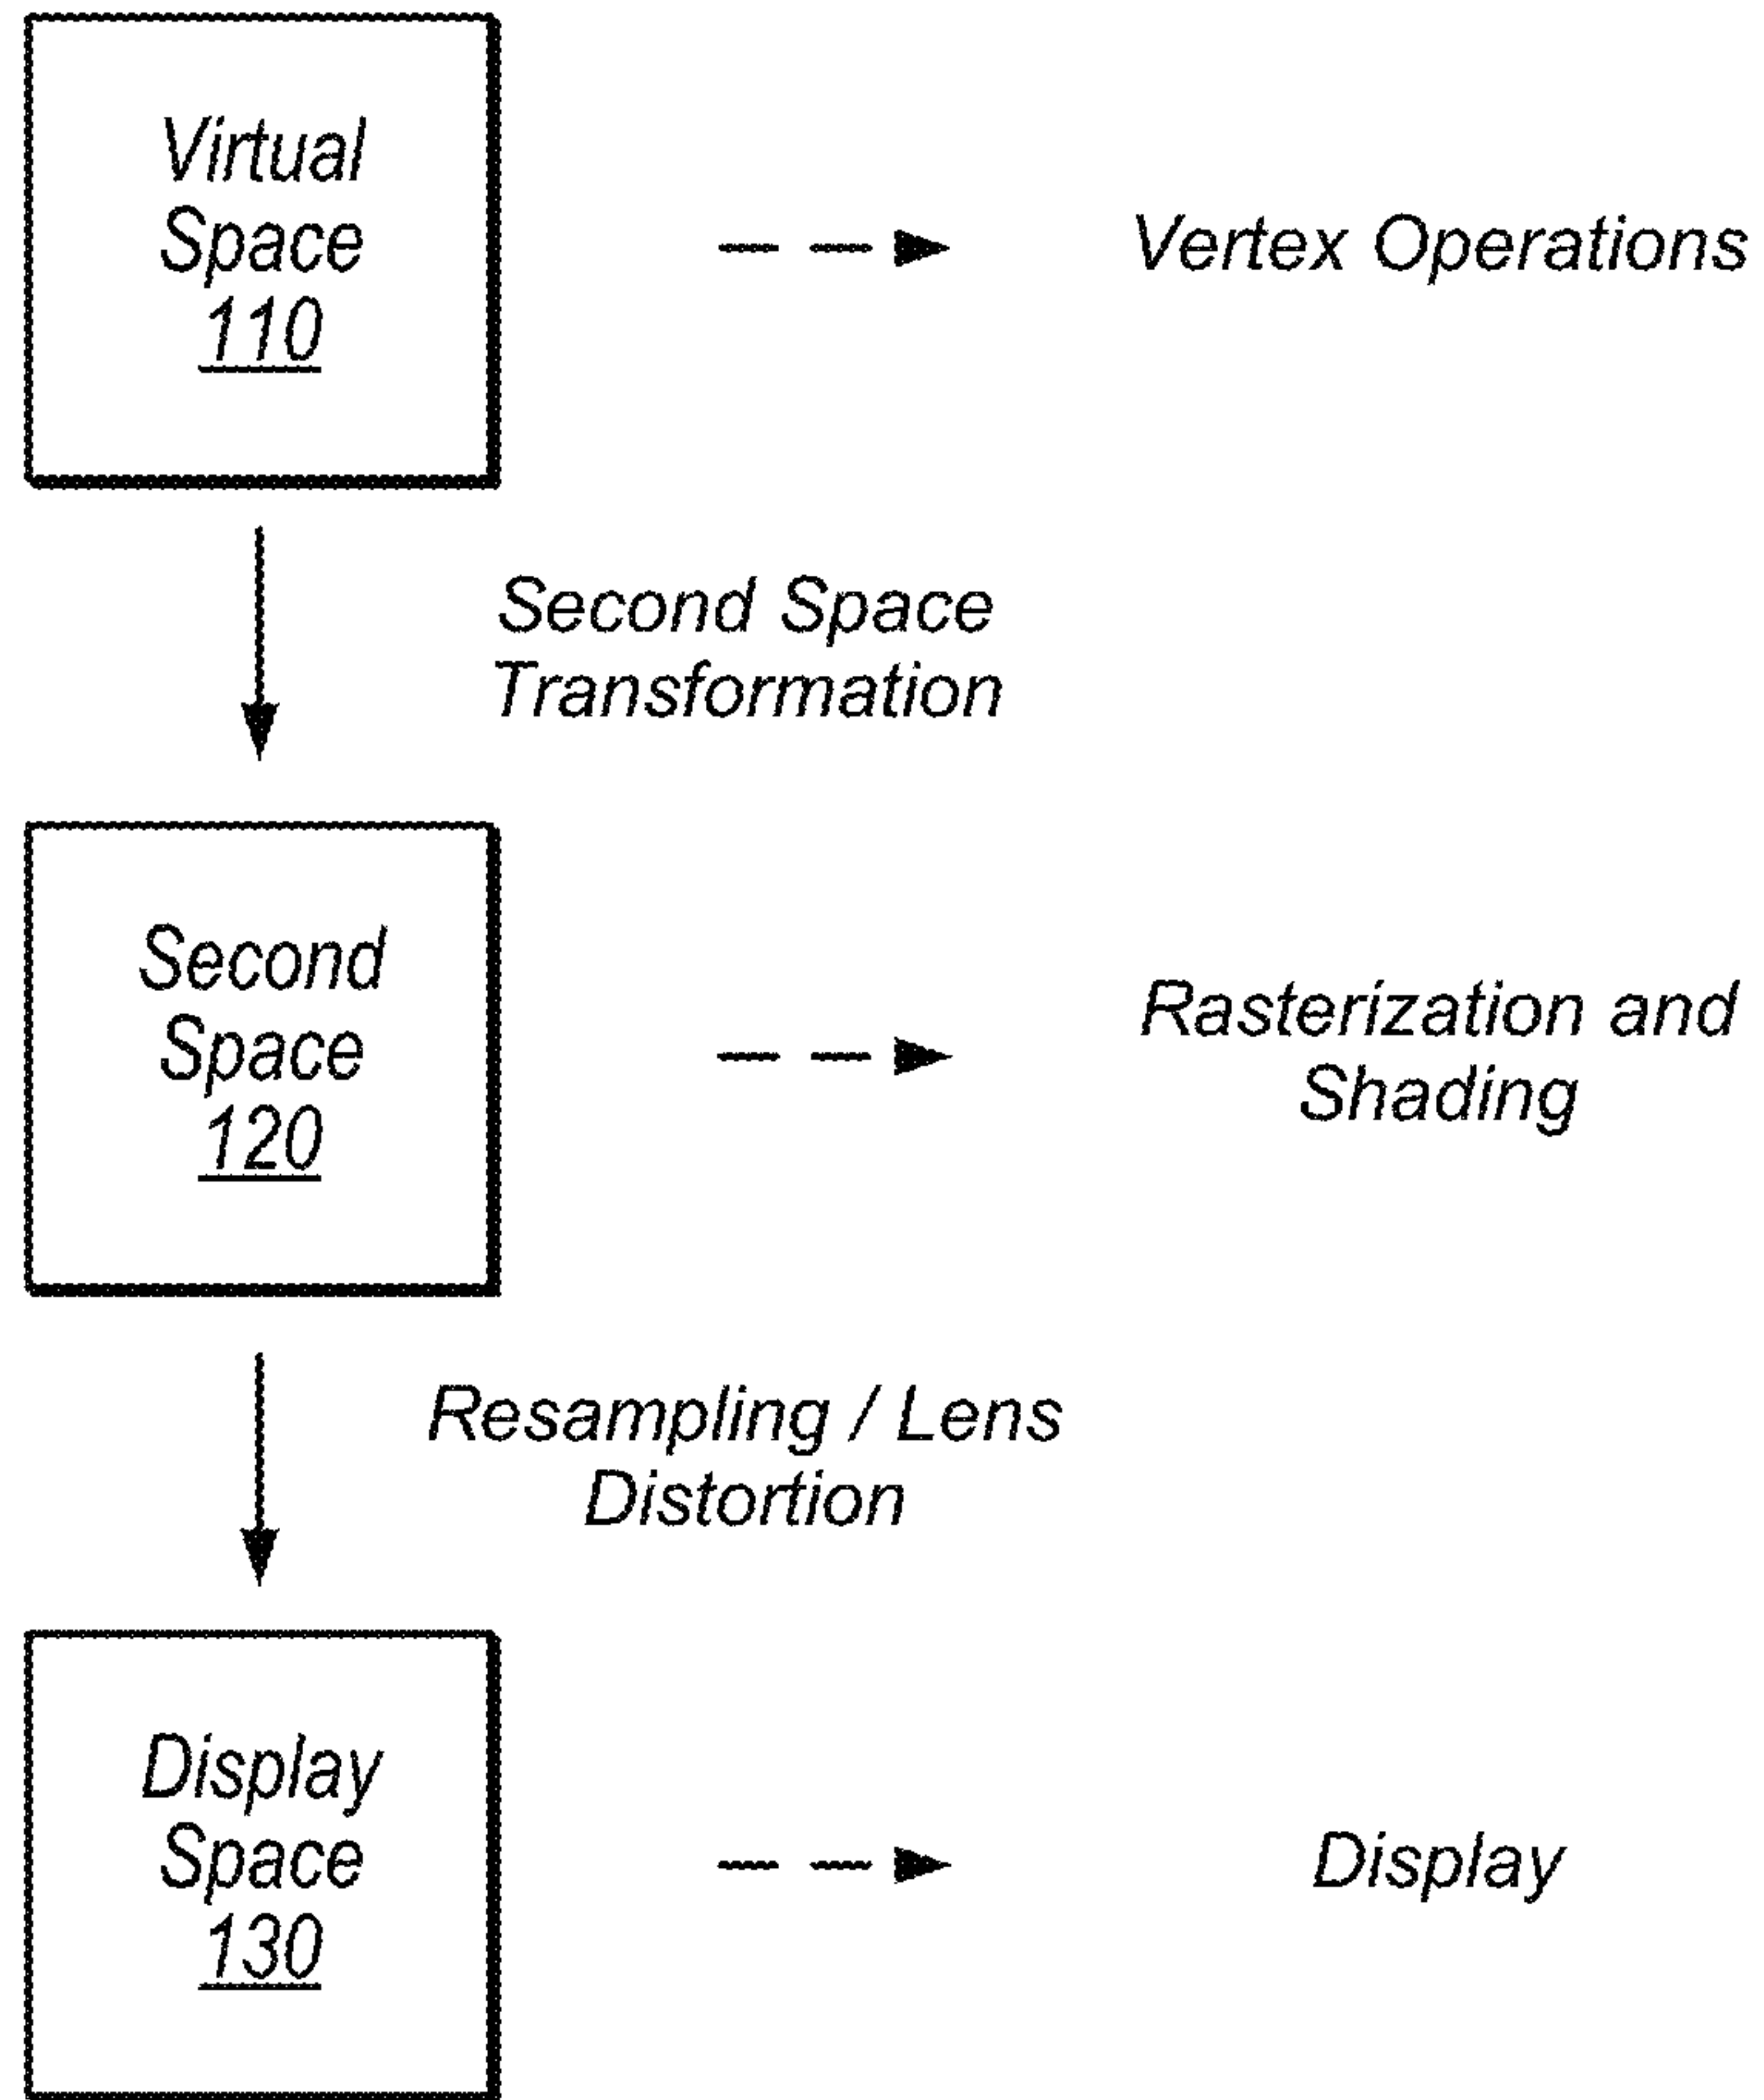 Virtual
Space
110
Vertex Operations
Second Space
Transformation
Second
Space
120
Rasterization and
Shading
Resampling / Lens
Distortion
Display
Space
130
Display